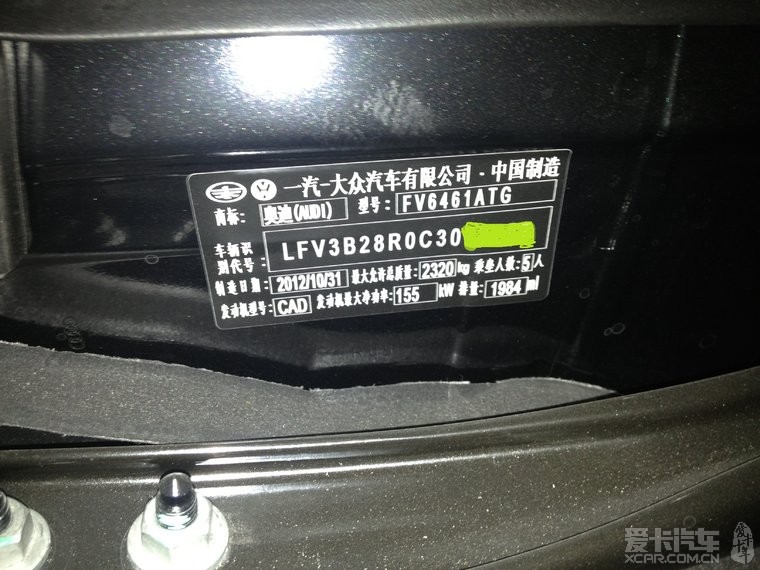 一汽-大众汽车有限公司·中国制造
商标: 奥迪(AUDI) 型号: FV6461ATG
车辆识别代号: LFV3B28R0C30
制造日期: 2012/10/31 最大允许总质量: 2320 kg 乘坐人数: 5 人
发动机型号: CAD 发动机最大净功率: 155 kW 排量: 1984 ml
爱卡汽车
XCAR.COM.CN